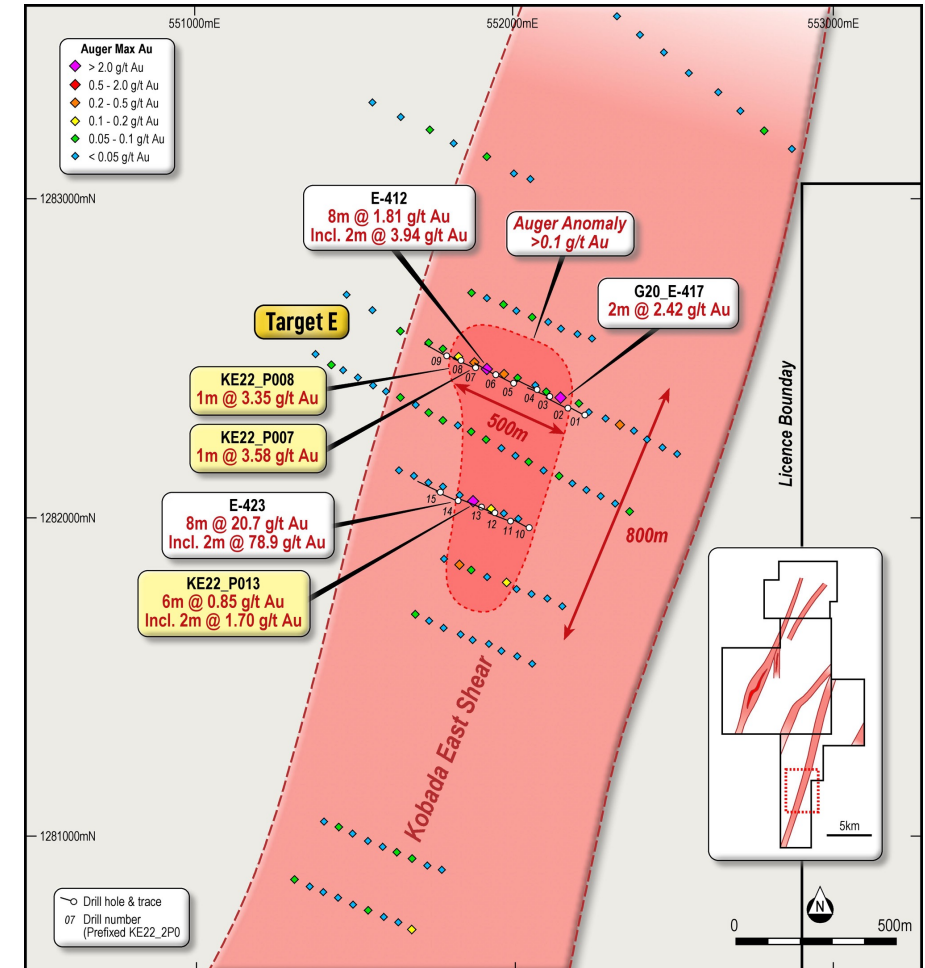 551000mE
552000mE
553000mE
Auger Max Au
> 2.0 g/t Au
0.5 - 2.0 g/t Au
0.2 - 0.5 g/t Au
0.1 - 0.2 g/t Au
0.05 - 0.1 g/t Au
< 0.05 g/t Au
1283000mN
E-412
8m @ 1.81 g/t Au
Incl. 2m @ 3.94 g/t Au
Auger Anomaly
>0.1 g/t Au
G20_E-417
2m @ 2.42 g/t Au
Target E
09
08
07
06
05
04
03
02
01
KE22_P008
1m @ 3.35 g/t Au
500m
KE22_P007
1m @ 3.58 g/t Au
Licence Boundary
E-423
8m @ 20.7 g/t Au
Incl. 2m @ 78.9 g/t Au
15
14
13
12
11
10
1282000mN
800m
KE22_P013
6m @ 0.85 g/t Au
Incl. 2m @ 1.70 g/t Au
Kobada East Shear
1281000mN
5km
Drill hole & trace
07 Drill number
(Prefixed KE22_2P0
N
0 500m